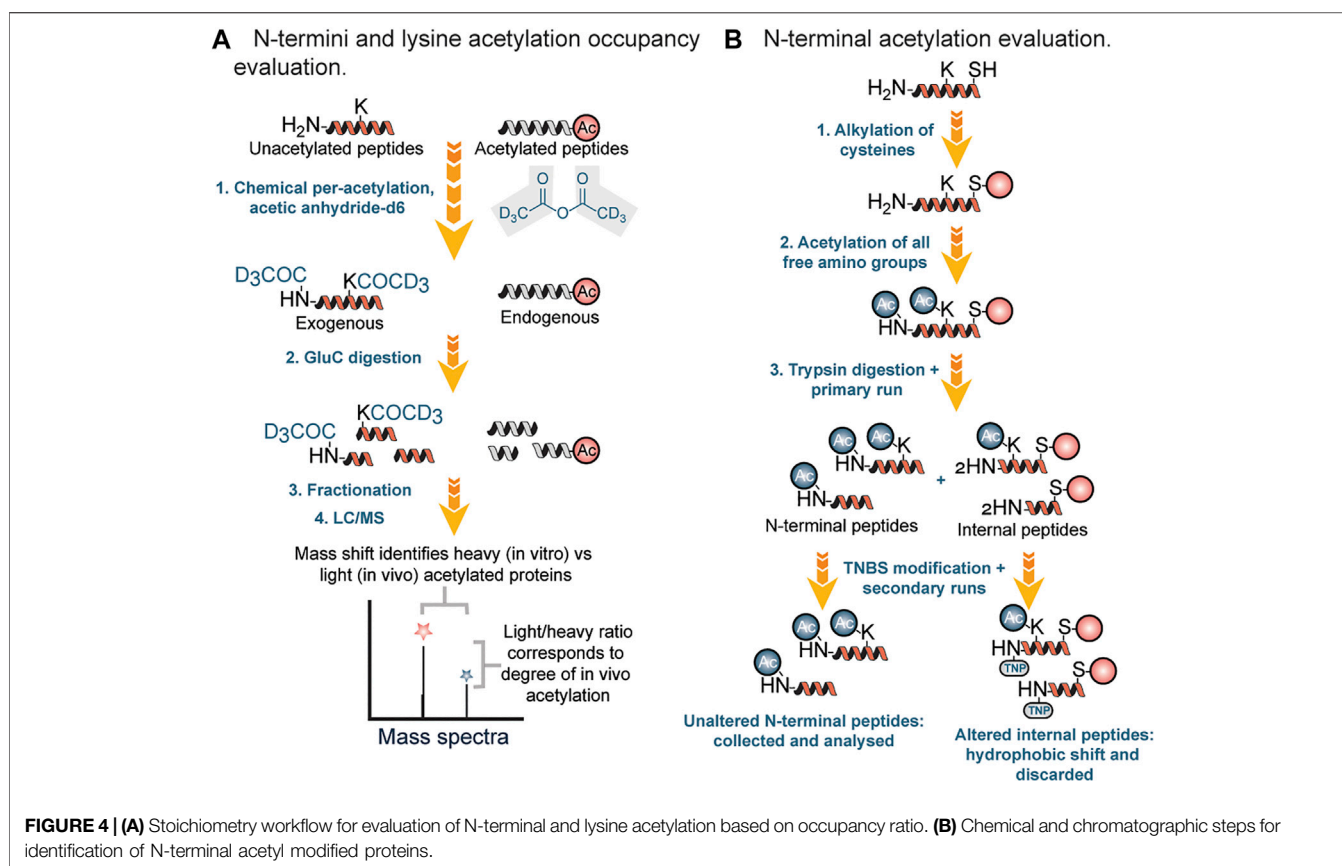 A N-termini and lysine acetylation occupancy
evaluation.
H₂N-
K
Unacetylated peptides
Ac
Acetylated peptides
1. Chemical per-acetylation,
acetic anhydride-d6
O O
D₃C O CD₃
D₃COC
HN-
KCOCD₃
Exogenous
Ac
Endogenous
2. GluC digestion
KCOCD₃
D₃COC
HN-
Ac
3. Fractionation
4. LC/MS
Mass shift identifies heavy (in vitro) vs
light (in vivo) acetylated proteins
Light/heavy ratio
corresponds to
degree of in vivo
acetylation
Mass spectra
B N-terminal acetylation evaluation.
K SH
H₂N-
1. Alkylation of
cysteines
K S-
H₂N-
2. Acetylation of all
free amino groups
Ac Ac
K S-
HN-
3. Trypsin digestion +
primary run
Ac Ac
K
HN-
Ac
HN-
N-terminal peptides
+
Ac
K S-
2HN-
S-
2HN-
Internal peptides
TNBS modification +
secondary runs
Ac Ac
K
HN-
Ac
HN-
Unaltered N-terminal peptides:
collected and analysed
Ac
K S-
HN-
TNP
S-
HN-
TNP
Altered internal peptides:
hydrophobic shift and
discarded
FIGURE 4 | (A) Stoichiometry workflow for evaluation of N-terminal and lysine acetylation based on occupancy ratio. (B) Chemical and chromatographic steps for
identification of N-terminal acetyl modified proteins.